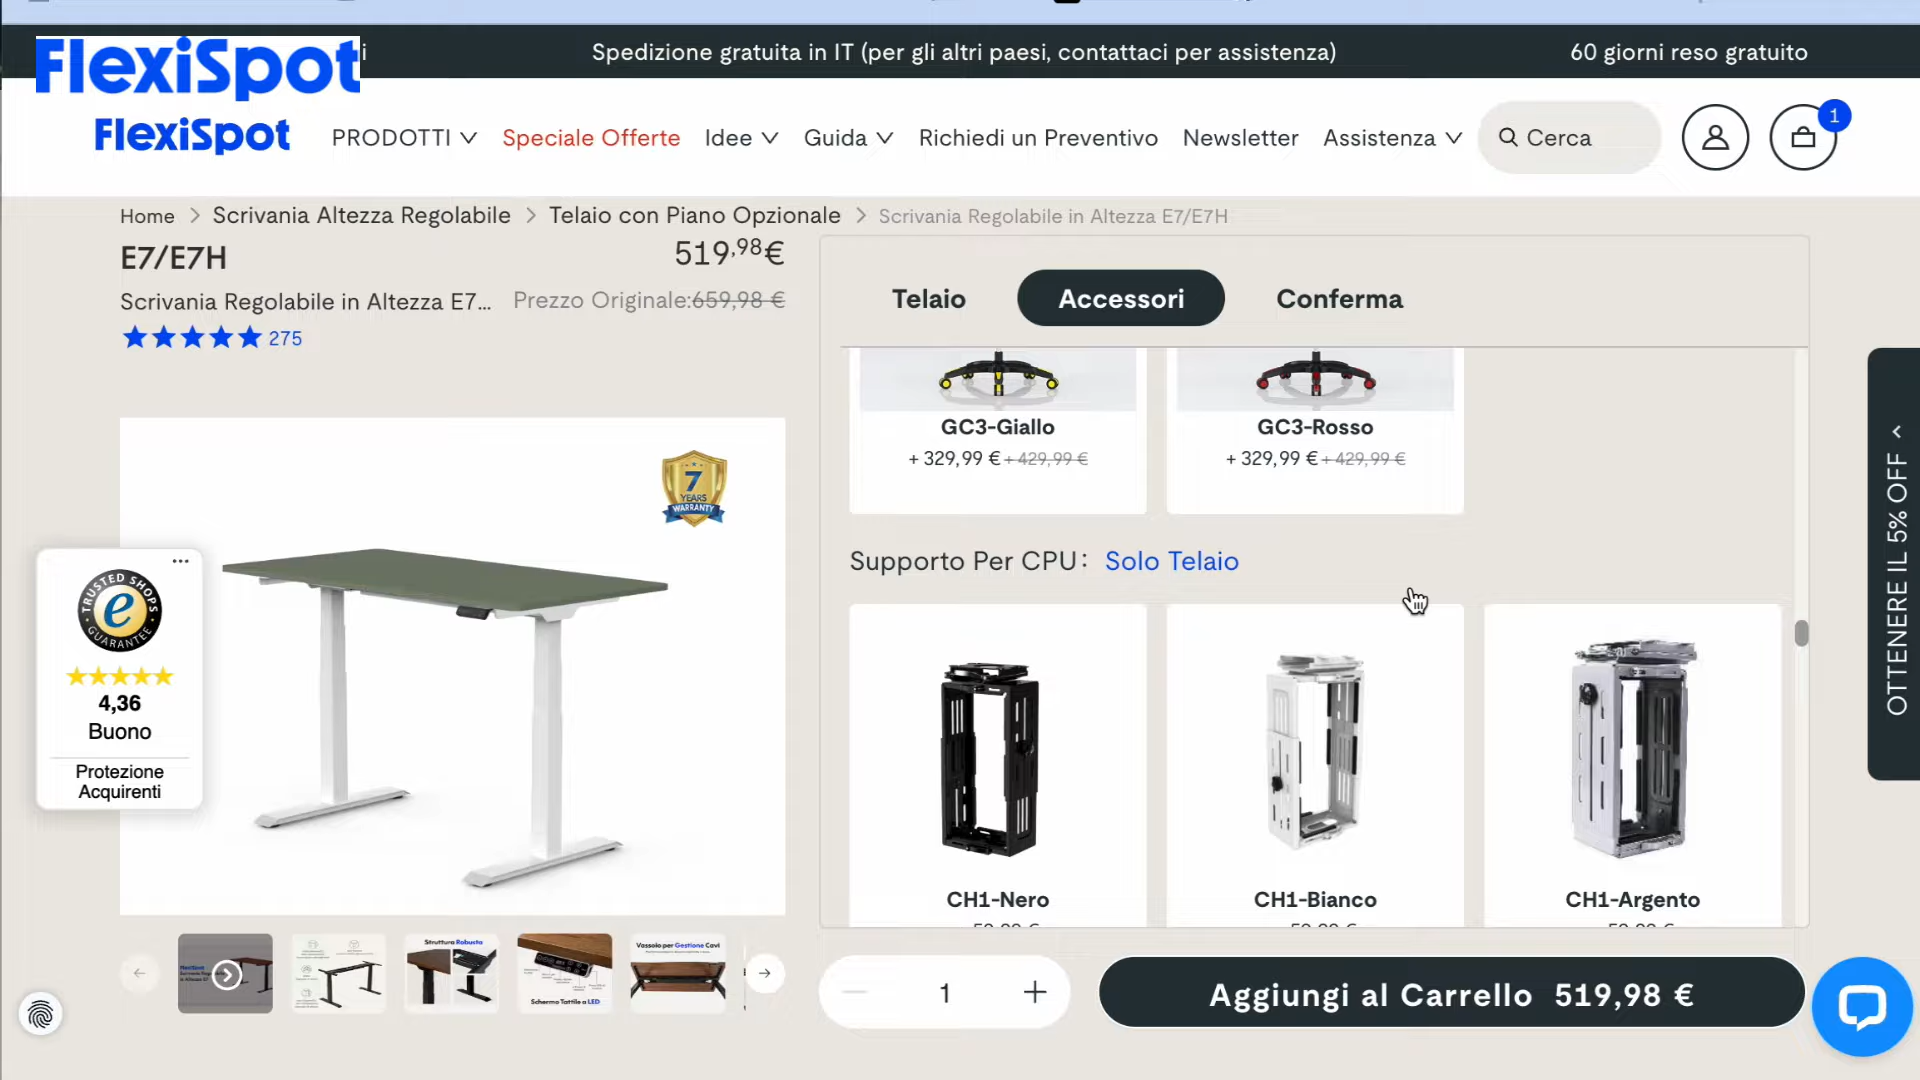 FlexiSpot
Spedizione gratuita in IT (per gli altri paesi, contattaci per assistenza)
60 giorni reso gratuito
FlexiSpot
PRODOTTI
Speciale Offerte
Idee
Guida
Richiedi un Preventivo
Newsletter
Assistenza
Cerca
1
Home > Scrivania Altezza Regolabile > Telaio con Piano Opzionale > Scrivania Regolabile in Altezza E7/E7H
E7/E7H
519,98€
Scrivania Regolabile in Altezza E7...
Prezzo Originale:659,98 €
275
Telaio
Accessori
Conferma
GC3-Giallo
+ 329,99 € + 429,99 €
GC3-Rosso
+ 329,99 € + 429,99 €
Supporto Per CPU: Solo Telaio
CH1-Nero
CH1-Bianco
CH1-Argento
7
YEARS
WARRANTY
TRUSTED SHOPS
e
GUARANTEE
4,36
Buono
Protezione
Acquirenti
OTTENERE IL 5% OFF
Struttura Robusta
Schermo Tattile a LED
Vassoio per Gestione Cavi
1
Aggiungi al Carrello 519,98 €